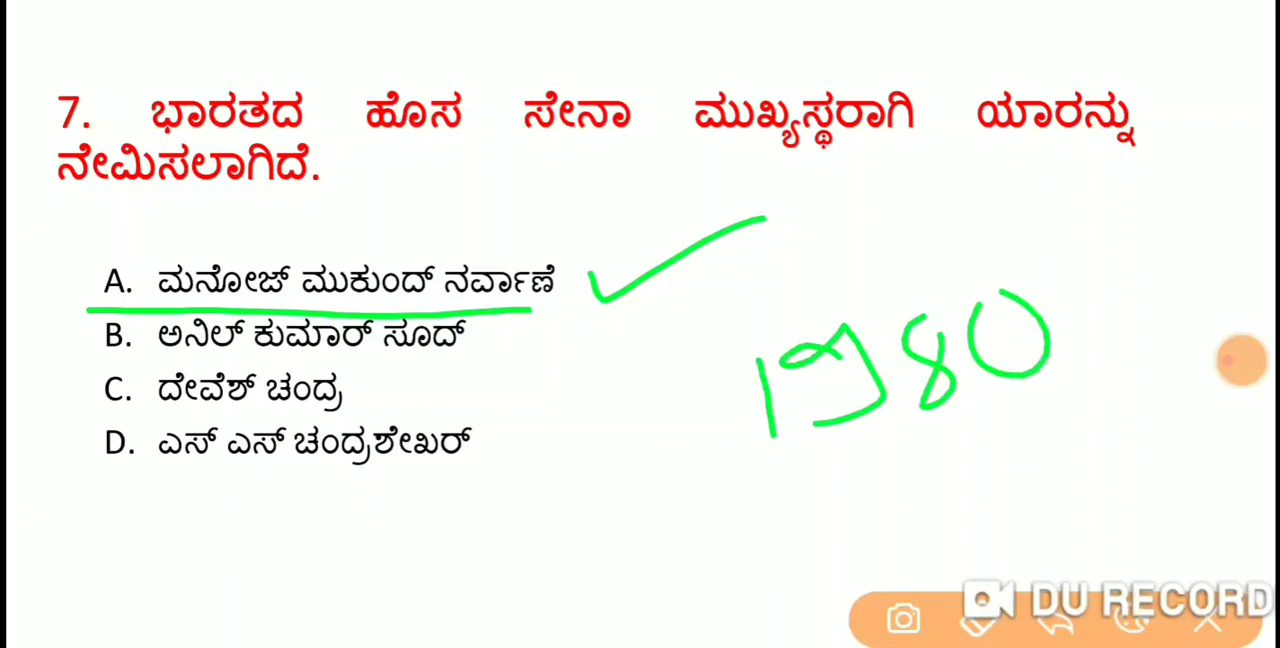 7. ಭಾರತದ ಹೊಸ ಸೇನಾ ಮುಖ್ಯಸ್ಥರಾಗಿ ಯಾರನ್ನು
ನೇಮಿಸಲಾಗಿದೆ.
A. ಮನೋಜ್ ಮುಕುಂದ್ ನರ್ವಾಣೆ
B. ಅನಿಲ್ ಕುಮಾರ್ ಸೂದ್
C. ದೇವೆಶ್ ಚಂದ್ರ
D. ಎಸ್ ಎಸ್ ಚಂದ್ರಶೇಖರ್
1980
DU RECORD